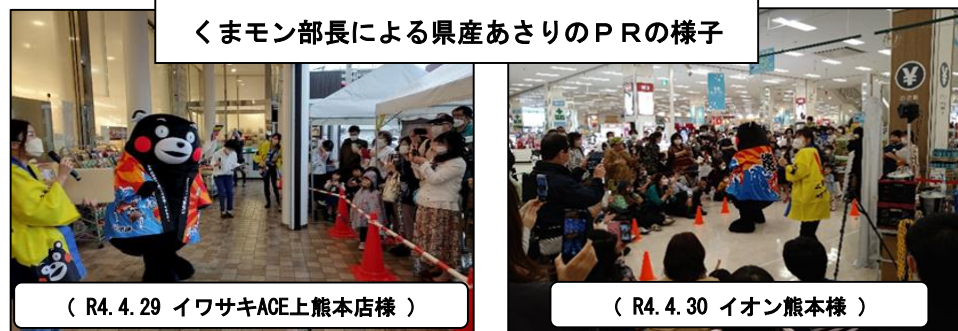 くまモン部長による県産あさりのＰＲの様子
¥
（ R4.4.29 イワサキACE上熊本店様 ）
（ R4.4.30 イオン熊本様 ）